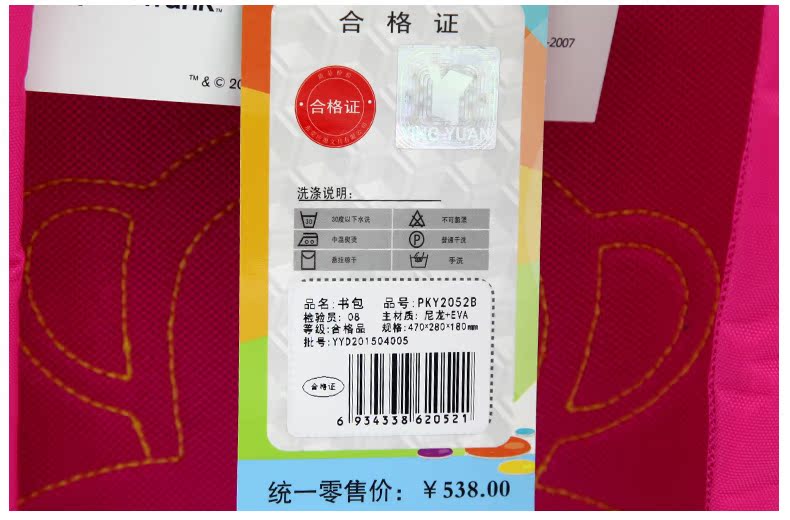 ™ & © 20
-2007
合格证
合格证
YING YUAN
洗涤说明:
30度以下水洗
不可氯漂
中温熨烫
普通干洗
悬挂晾干
手洗
品名:书包 品号:PKY2052B
检验员:08 主材质:尼龙+EVA
等级:合格品 规格:470×280×180mm
批号:YYD201504005
合格证
6 934338 620521
统一零售价:¥538.00